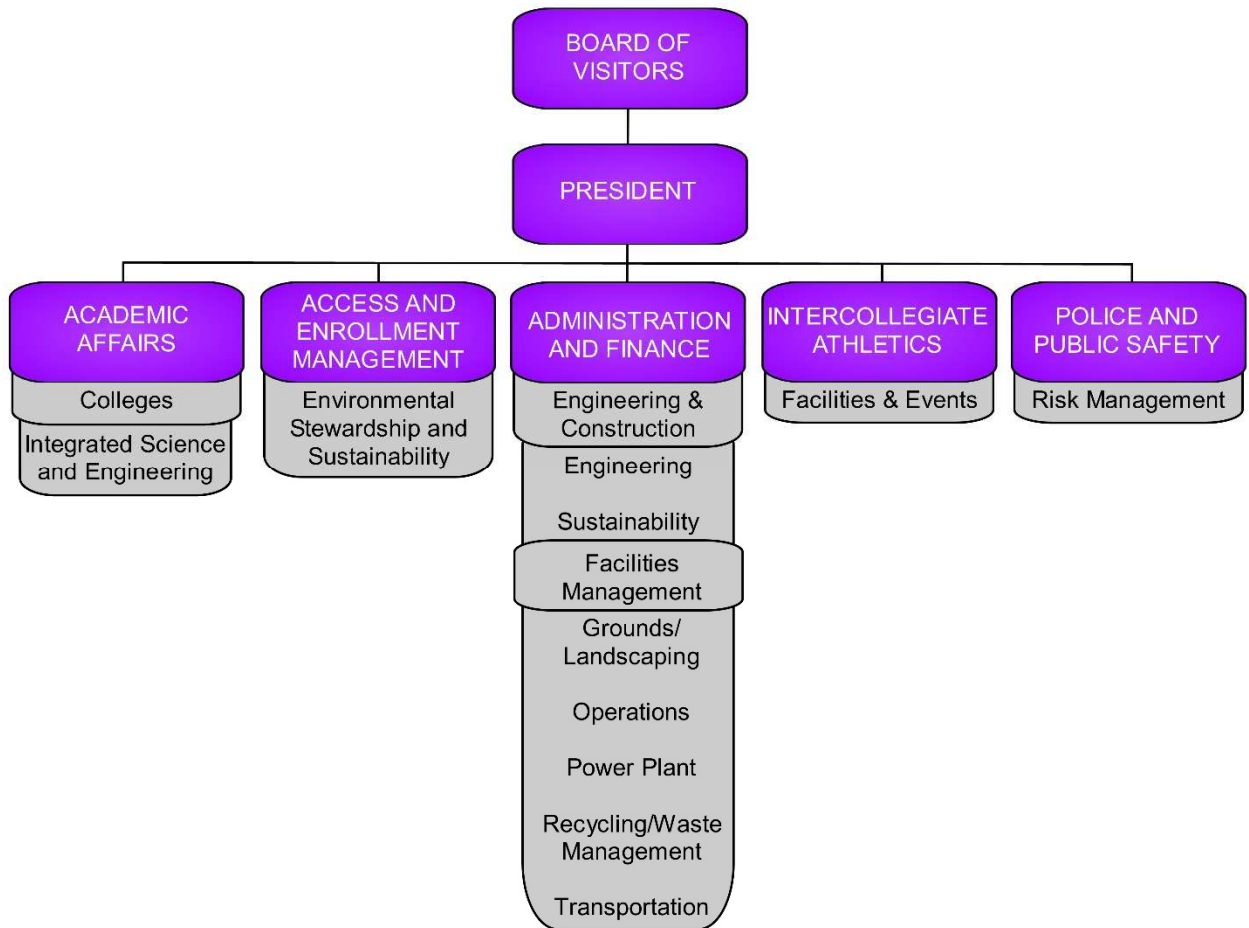 BOARD OF
VISITORS
PRESIDENT
ACADEMIC
AFFAIRS
Colleges
Integrated Science
and Engineering
ACCESS AND
ENROLLMENT
MANAGEMENT
Environmental
Stewardship and
Sustainability
ADMINISTRATION
AND FINANCE
Engineering &
Construction
Engineering
Sustainability
Facilities
Management
Grounds/
Landscaping
Operations
Power Plant
Recycling/Waste
Management
Transportation
INTERCOLLEGIATE
ATHLETICS
Facilities & Events
POLICE AND
PUBLIC SAFETY
Risk Management